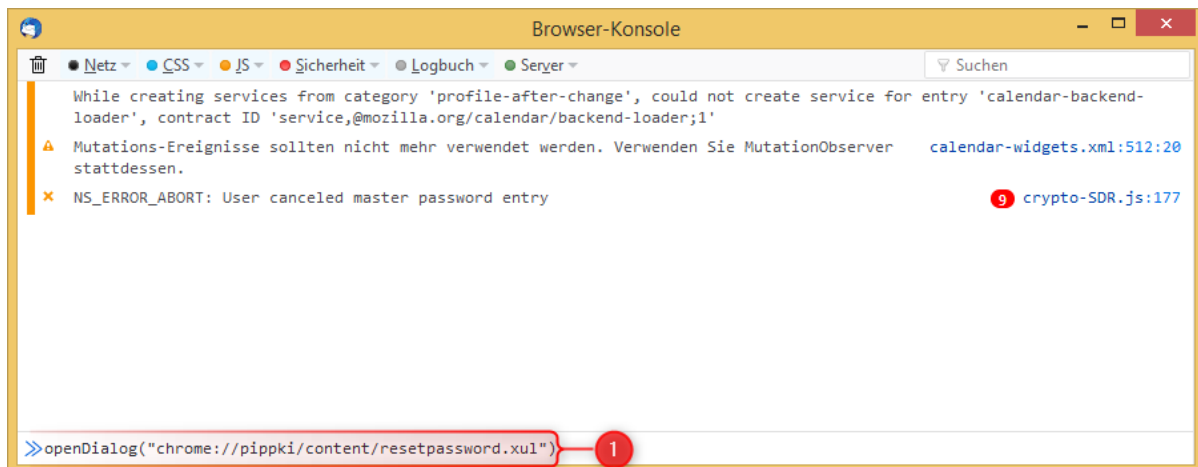 Browser-Konsole
Netz CSS JS Sicherheit Logbuch Server Suchen
While creating services from category 'profile-after-change', could not create service for entry 'calendar-backend-
loader', contract ID 'service,@mozilla.org/calendar/backend-loader;1'
Mutations-Ereignisse sollten nicht mehr verwendet werden. Verwenden Sie MutationObserver calendar-widgets.xml:512:20
stattdessen.
NS_ERROR_ABORT: User canceled master password entry 9 crypto-SDR.js:177
openDialog("chrome://pippki/content/resetpassword.xul") 1